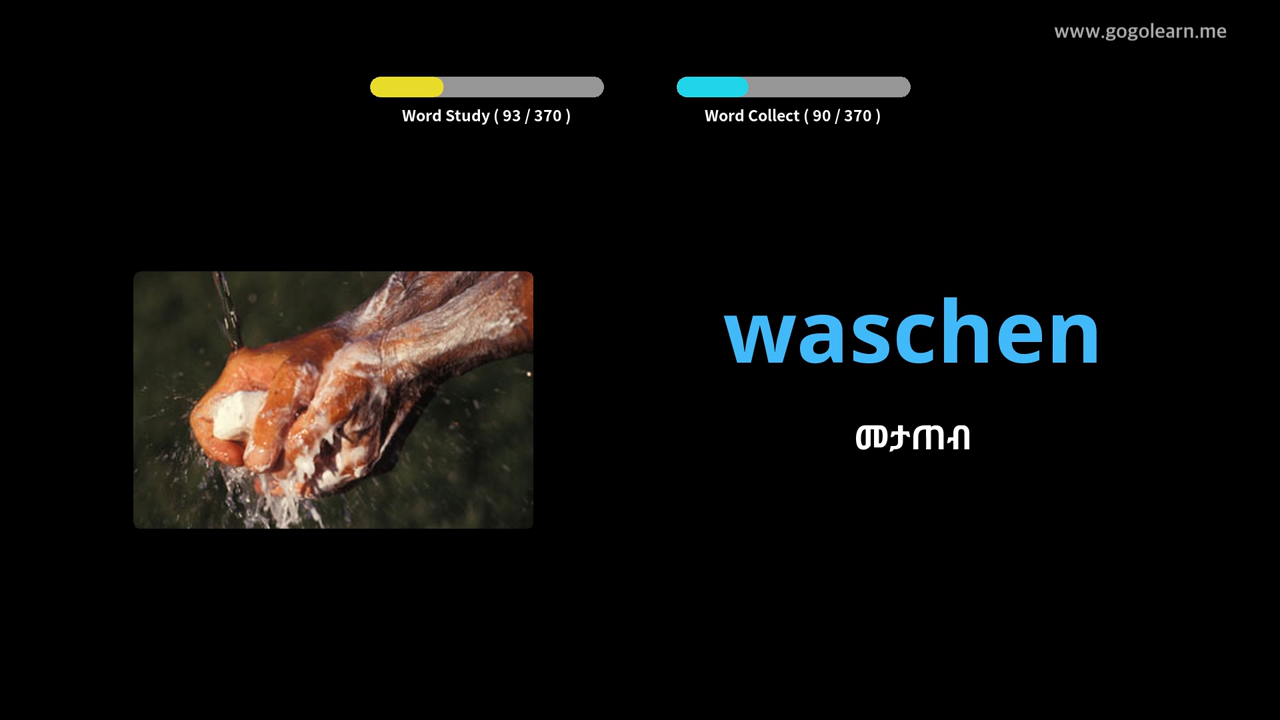 www.gogolearn.me
Word Study ( 93 / 370 )
Word Collect ( 90 / 370 )
waschen
መታጠብ